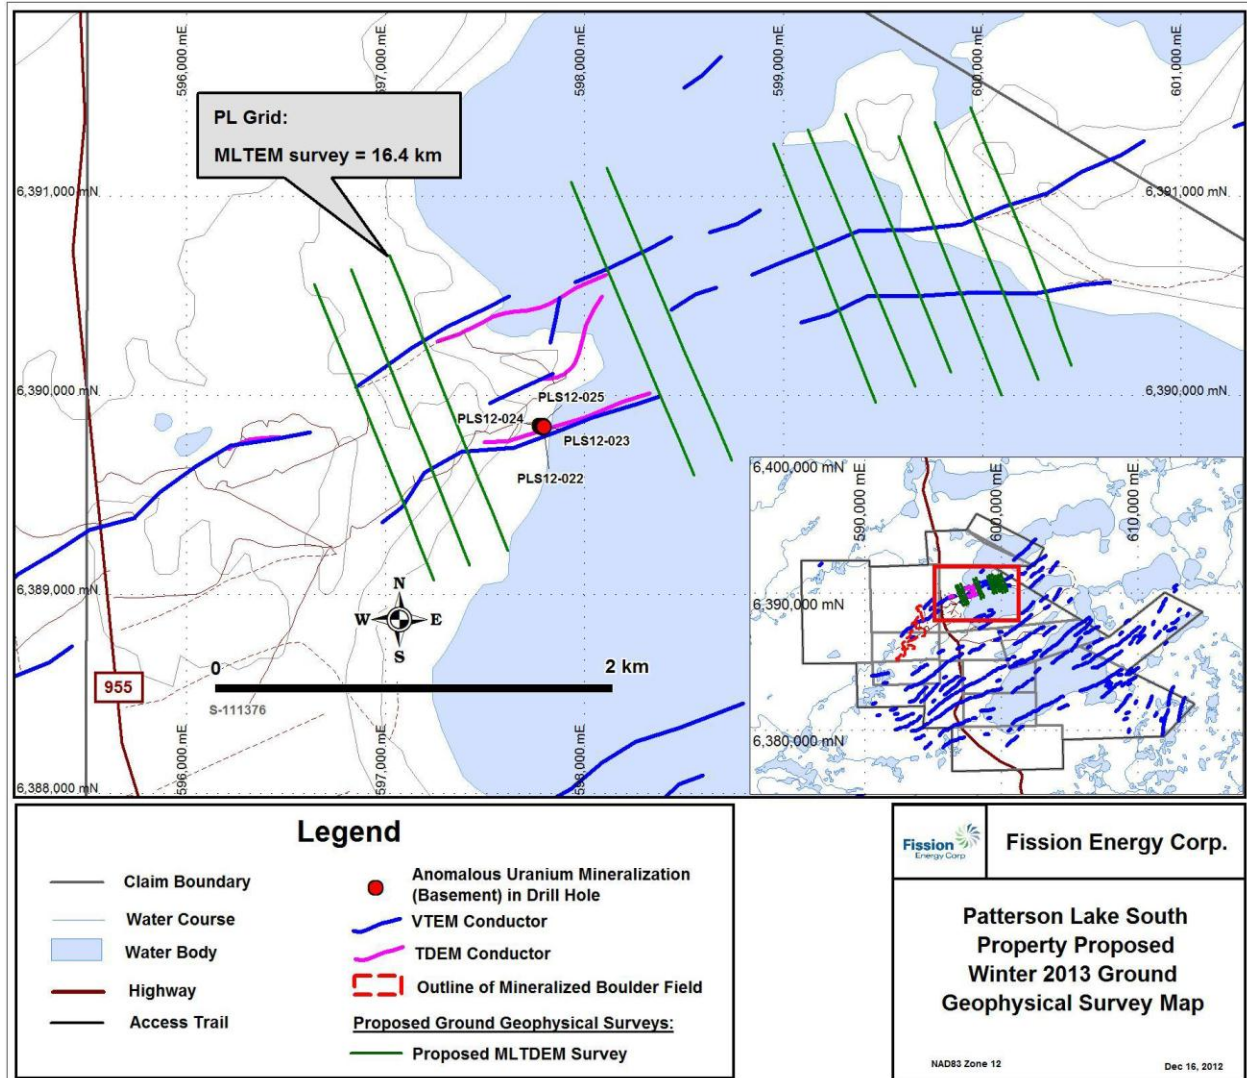 596,000 mE
597,000 mE
598,000 mE
599,000 mE
600,000 mE
601,000 mE
PL Grid:
MLTEM survey = 16.4 km
6,391,000 mN
6,391,000 mN
6,390,000 mN
6,390,000 mN
PLS12-025
PLS12-024
PLS12-023
PLS12-022
6,389,000 mN
N
W E
S
0 2 km
955
S-111376
6,388,000 mN
596,000 mE
597,000 mE
598,000 mE
6,400,000 mN
590,000 mE
600,000 mE
610,000 mE
6,390,000 mN
6,380,000 mN
Legend
Claim Boundary
Water Course
Water Body
Highway
Access Trail
Anomalous Uranium Mineralization
(Basement) in Drill Hole
VTEM Conductor
TDEM Conductor
Outline of Mineralized Boulder Field
Proposed Ground Geophysical Surveys:
Proposed MLTDEM Survey
Fission
Energy Corp
Fission Energy Corp.
Patterson Lake South
Property Proposed
Winter 2013 Ground
Geophysical Survey Map
NAD83 Zone 12
Dec 16, 2012